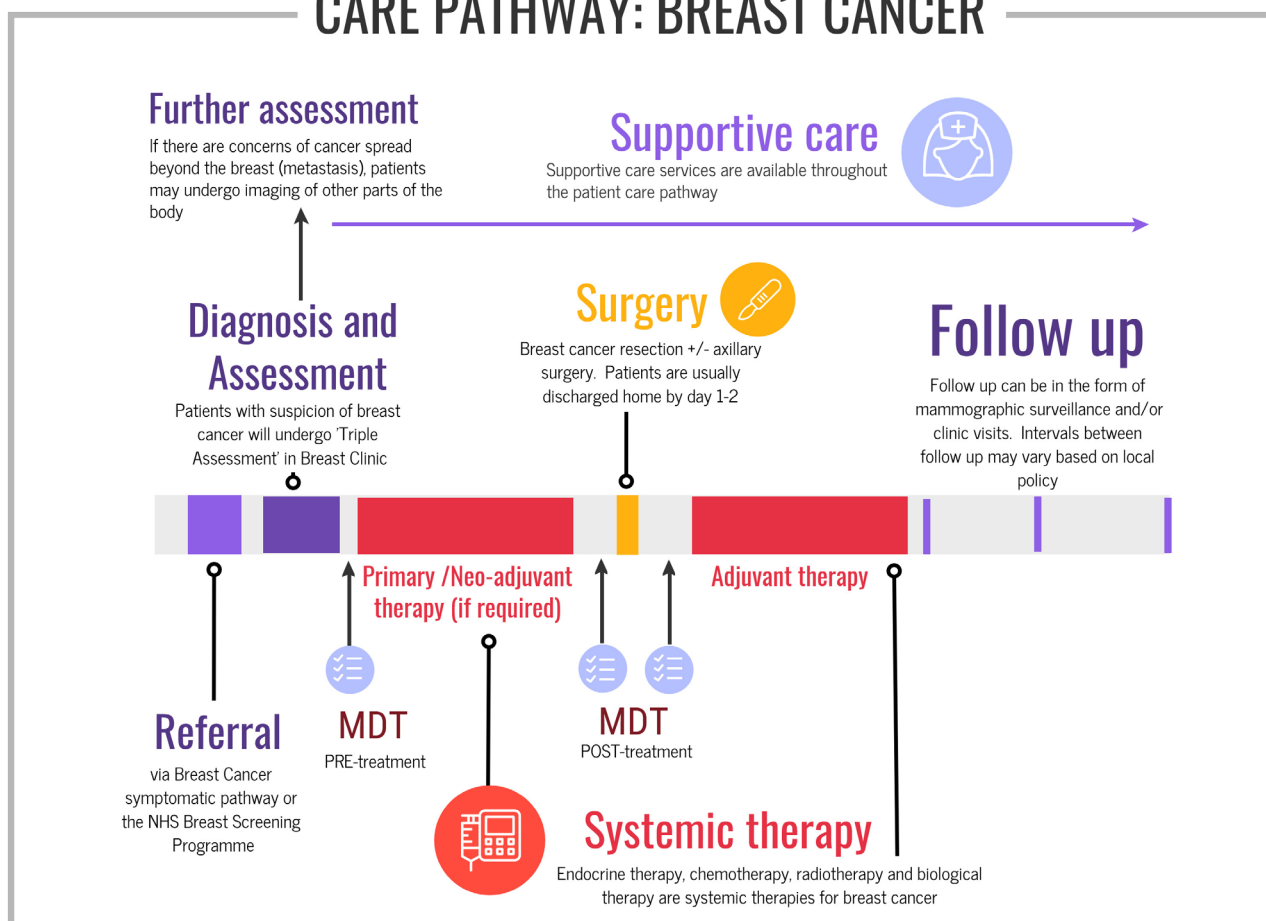 CARE PATHWAY: BREAST CANCER
Further assessment
If there are concerns of cancer spread
beyond the breast (metastasis), patients
may undergo imaging of other parts of the
body
Supportive care
Supportive care services are available throughout
the patient care pathway
Diagnosis and
Assessment
Patients with suspicion of breast
cancer will undergo 'Triple
Assessment' in Breast Clinic
Surgery
Breast cancer resection +/- axillary
surgery. Patients are usually
discharged home by day 1-2
Follow up
Follow up can be in the form of
mammographic surveillance and/or
clinic visits. Intervals between
follow up may vary based on local
policy
Primary /Neo-adjuvant
therapy (if required)
Adjuvant therapy
Referral
via Breast Cancer
symptomatic pathway or
the NHS Breast Screening
Programme
MDT
PRE-treatment
MDT
POST-treatment
Systemic therapy
Endocrine therapy, chemotherapy, radiotherapy and biological
therapy are systemic therapies for breast cancer